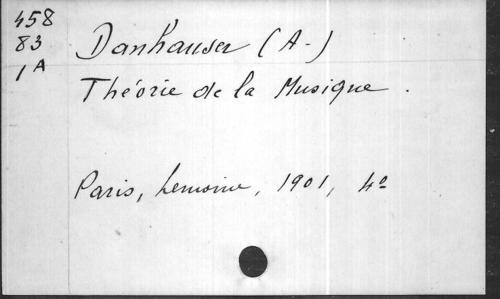 458
83
1A
Danhauser (A-)
Théorie de la Musique.
Paris, Lemoine, 1901, 4º